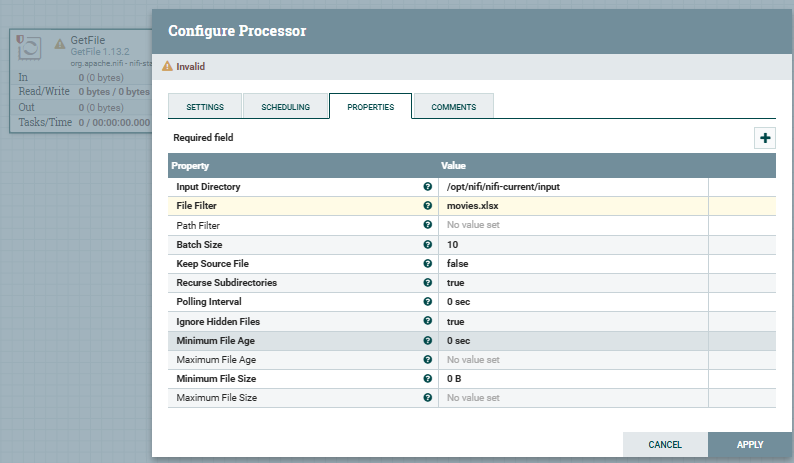 GetFile
GetFile 1.13.2
org.apache.nifi - nifi-sta
In 0 (0 bytes)
Read/Write 0 bytes / 0 bytes
Out 0 (0 bytes)
Tasks/Time 0 / 00:00:00.000
Configure Processor
Invalid
SETTINGS SCHEDULING PROPERTIES COMMENTS
Required field
Property Value
Input Directory /opt/nifi/nifi-current/input
File Filter movies.xlsx
Path Filter No value set
Batch Size 10
Keep Source File false
Recurse Subdirectories true
Polling Interval 0 sec
Ignore Hidden Files true
Minimum File Age 0 sec
Maximum File Age No value set
Minimum File Size 0 B
Maximum File Size No value set
CANCEL APPLY